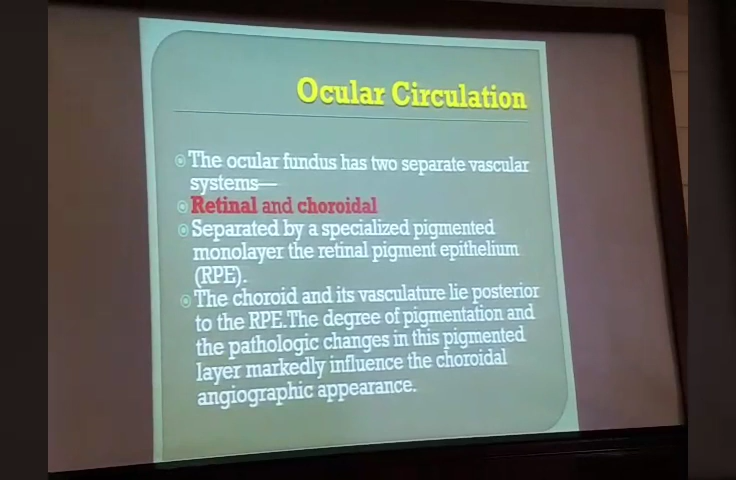 Ocular Circulation
The ocular fundus has two separate vascular
systems—
Retinal and choroidal
Separated by a specialized pigmented
monolayer the retinal pigment epithelium
(RPE).
The choroid and its vasculature lie posterior
to the RPE.The degree of pigmentation and
the pathologic changes in this pigmented
layer markedly influence the choroidal
angiographic appearance.